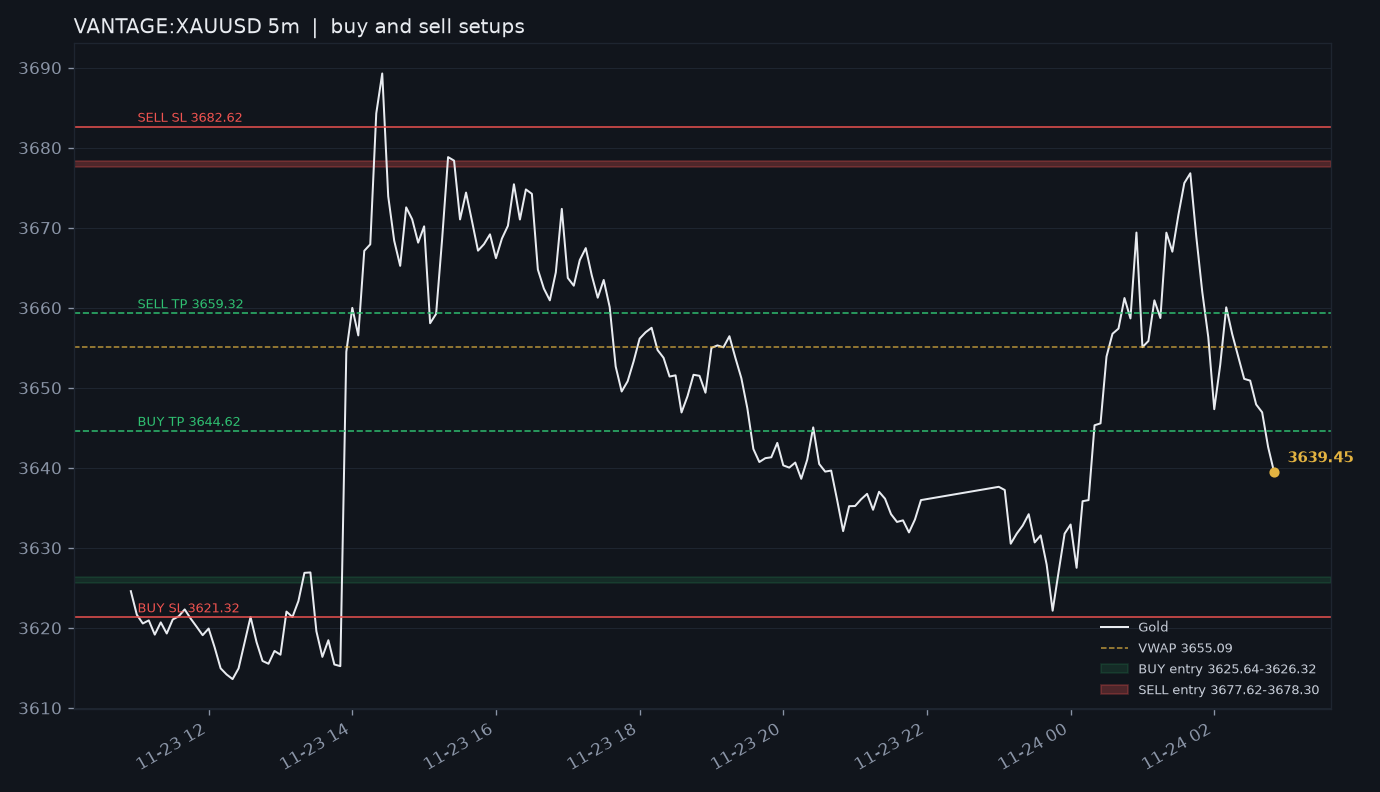 VANTAGE:XAUUSD 5m | buy and sell setups
3690
3680
3670
3660
3650
3640
3630
3620
3610
SELL SL 3682.62
SELL TP 3659.32
BUY TP 3644.62
3639.45
BUY SL 3621.32
Gold
VWAP 3655.09
BUY entry 3625.64-3626.32
SELL entry 3677.62-3678.30
11-23 12
11-23 14
11-23 16
11-23 18
11-23 20
11-23 22
11-24 00
11-24 02